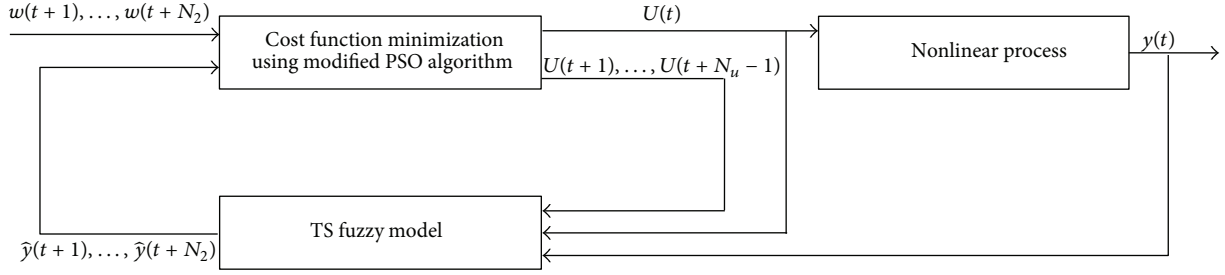 w(t + 1), . . . , w(t + N₂)
Cost function minimization
using modified PSO algorithm
U(t)
U(t + 1), . . . , U(t + Nᵤ − 1)
Nonlinear process
y(t)
TS fuzzy model
ŷ(t + 1), . . . , ŷ(t + N₂)